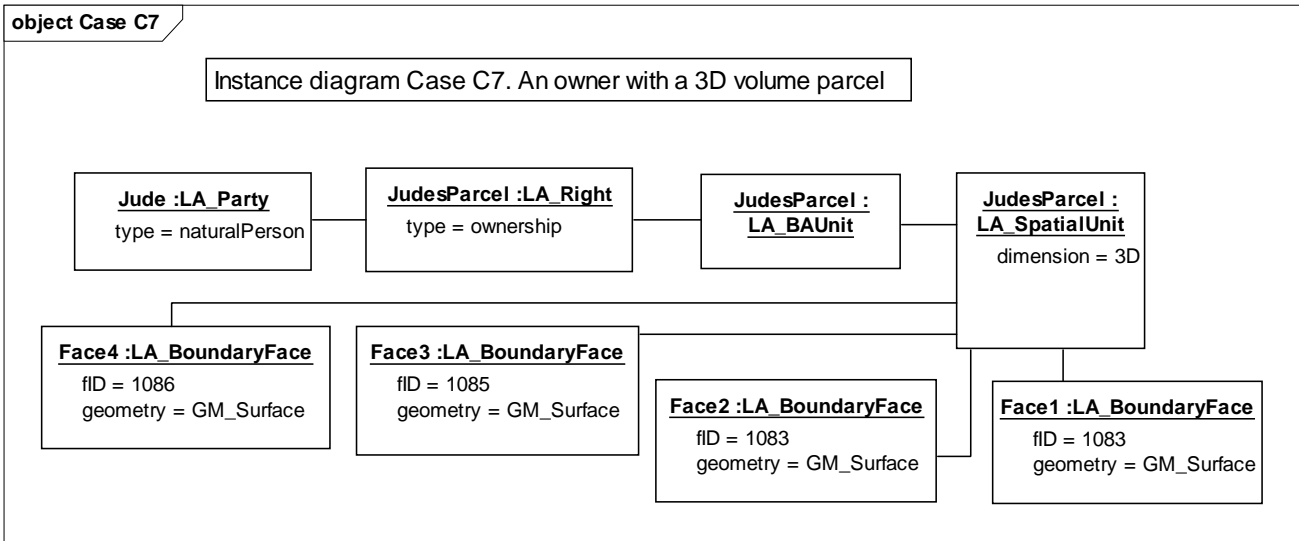 object Case C7
Instance diagram Case C7. An owner with a 3D volume parcel
Jude :LA_Party
type = naturalPerson
JudesParcel :LA_Right
type = ownership
JudesParcel :
LA_BAUnit
JudesParcel :
LA_SpatialUnit
dimension = 3D
Face4 :LA_BoundaryFace
fID = 1086
geometry = GM_Surface
Face3 :LA_BoundaryFace
fID = 1085
geometry = GM_Surface
Face2 :LA_BoundaryFace
fID = 1083
geometry = GM_Surface
Face1 :LA_BoundaryFace
fID = 1083
geometry = GM_Surface